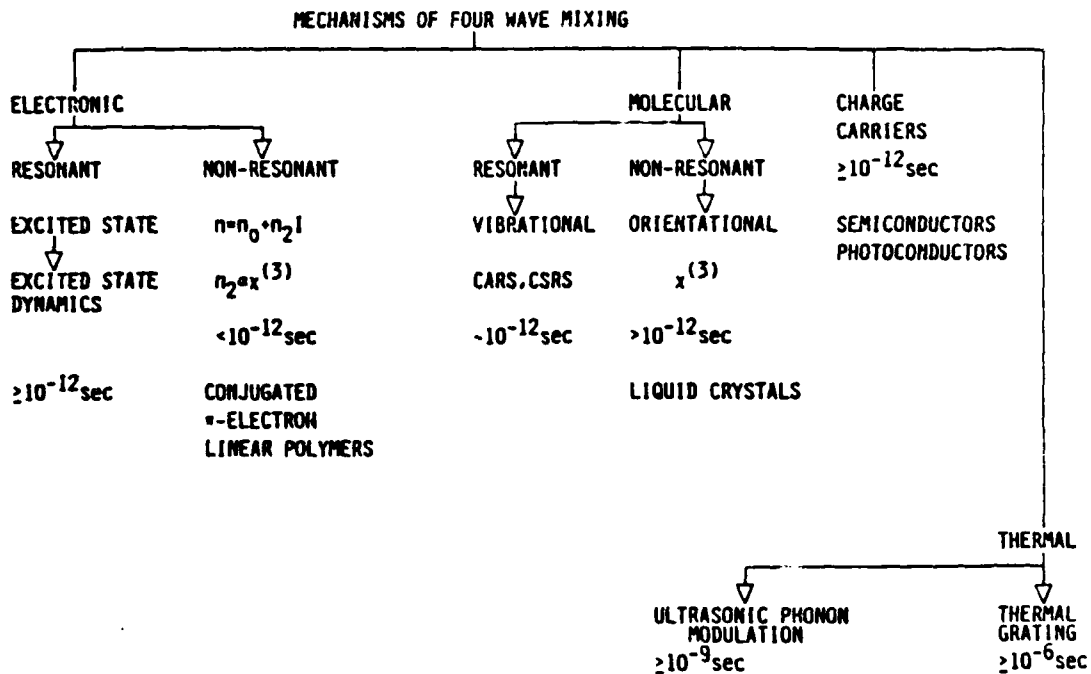 MECHANISMS OF FOUR WAVE MIXING
ELECTRONIC
RESONANT
EXCITED STATE
EXCITED STATE
DYNAMICS
≥10⁻¹²sec
NON-RESONANT
n=n₀+n₂I
n₂∝x⁽³⁾
<10⁻¹²sec
CONJUGATED
π-ELECTRON
LINEAR POLYMERS
MOLECULAR
RESONANT
VIBRATIONAL
CARS,CSRS
~10⁻¹²sec
NON-RESONANT
ORIENTATIONAL
x⁽³⁾
>10⁻¹²sec
LIQUID CRYSTALS
CHARGE
CARRIERS
≥10⁻¹²sec
SEMICONDUCTORS
PHOTOCONDUCTORS
THERMAL
ULTRASONIC PHONON
MODULATION
≥10⁻⁹sec
THERMAL
GRATING
≥10⁻⁶sec